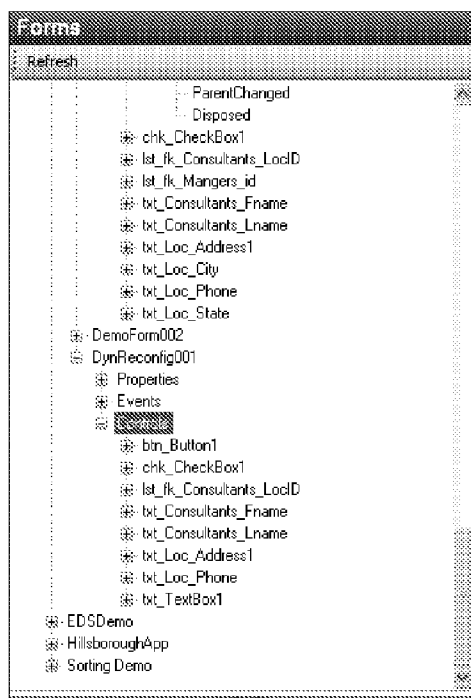 Forms
Refresh
ParentChanged
Disposed
chk_CheckBox1
lst_fk_Consultants_LocID
lst_fk_Mangers_id
txt_Consultants_Fname
txt_Consultants_Lname
txt_Loc_Address1
txt_Loc_City
txt_Loc_Phone
txt_Loc_State
DemoForm002
DynReconfig001
Properties
Events
Controls
btn_Button1
chk_CheckBox1
lst_fk_Consultants_LocID
txt_Consultants_Fname
txt_Consultants_Lname
txt_Loc_Address1
txt_Loc_Phone
txt_TextBox1
EDSDemo
HillsboroughApp
Sorting Demo